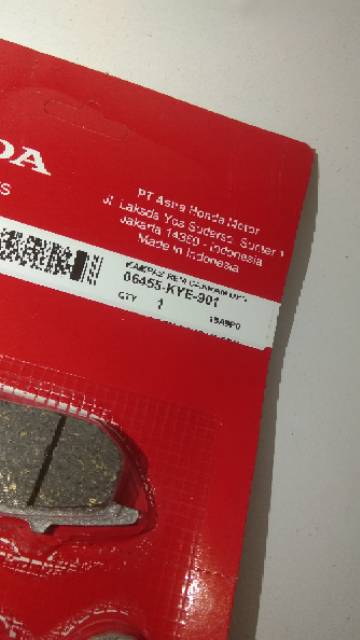 DA
PT Astra Honda Motor
Jl. Laksda Yos Sudarso, Sunter 1
Jakarta 14350 - Indonesia
Made in Indonesia
06455-KYE-901
QTY 1